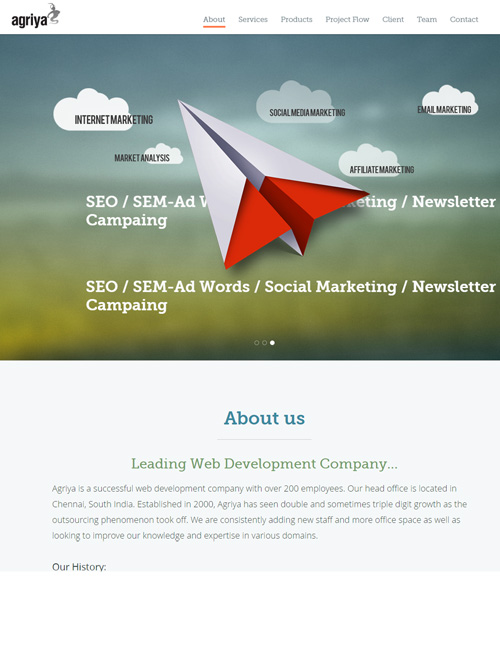 agriya
About Services Products Project Flow Client Team Contact
INTERNET MARKETING
SOCIAL MEDIA MARKETING
EMAIL MARKETING
MARKET ANALYSIS
AFFILIATE MARKETING
SEO / SEM-Ad W keting / Newsletter
Campaing
SEO / SEM-Ad Words / Social Marketing / Newsletter
Campaing
About us
Leading Web Development Company...
Agriya is a successful web development company with over 200 employees. Our head office is located in
Chennai, South India. Established in 2000, Agriya has seen double and sometimes triple digit growth as the
outsourcing phenomenon took off. We are consistently adding new staff and more office space as well as
looking to improve our knowledge and expertise in various domains.
Our History: